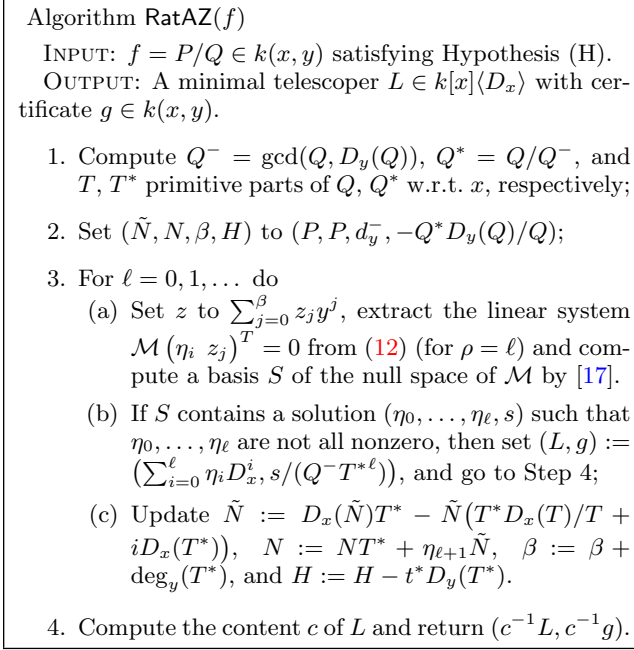 Algorithm RatAZ(f)
INPUT: f = P/Q ∈ k(x, y) satisfying Hypothesis (H).
OUTPUT: A minimal telescoper L ∈ k[x]⟨D_x⟩ with cer-
tificate g ∈ k(x, y).
1. Compute Q^− = gcd(Q, D_y(Q)), Q^* = Q/Q^−, and
T, T^* primitive parts of Q, Q^* w.r.t. x, respectively;
2. Set (Ñ, N, β, H) to (P, P, d_y^−, −Q^*D_y(Q)/Q);
3. For ℓ = 0, 1, . . . do
(a) Set z to ∑_{j=0}^{β} z_j y^j, extract the linear system
ℳ (η_i z_j)^T = 0 from (12) (for ρ = ℓ) and com-
pute a basis S of the null space of ℳ by [17].
(b) If S contains a solution (η_0, . . . , η_ℓ, s) such that
η_0, . . . , η_ℓ are not all nonzero, then set (L, g) :=
(∑_{i=0}^{ℓ} η_i D_x^i, s/(Q^−T^{*ℓ})), and go to Step 4;
(c) Update Ñ := D_x(Ñ)T^* − Ñ(T^*D_x(T)/T +
iD_x(T^*)), N := NT^* + η_{ℓ+1}Ñ, β := β +
deg_y(T^*), and H := H − t^*D_y(T^*).
4. Compute the content c of L and return (c^{−1}L, c^{−1}g).